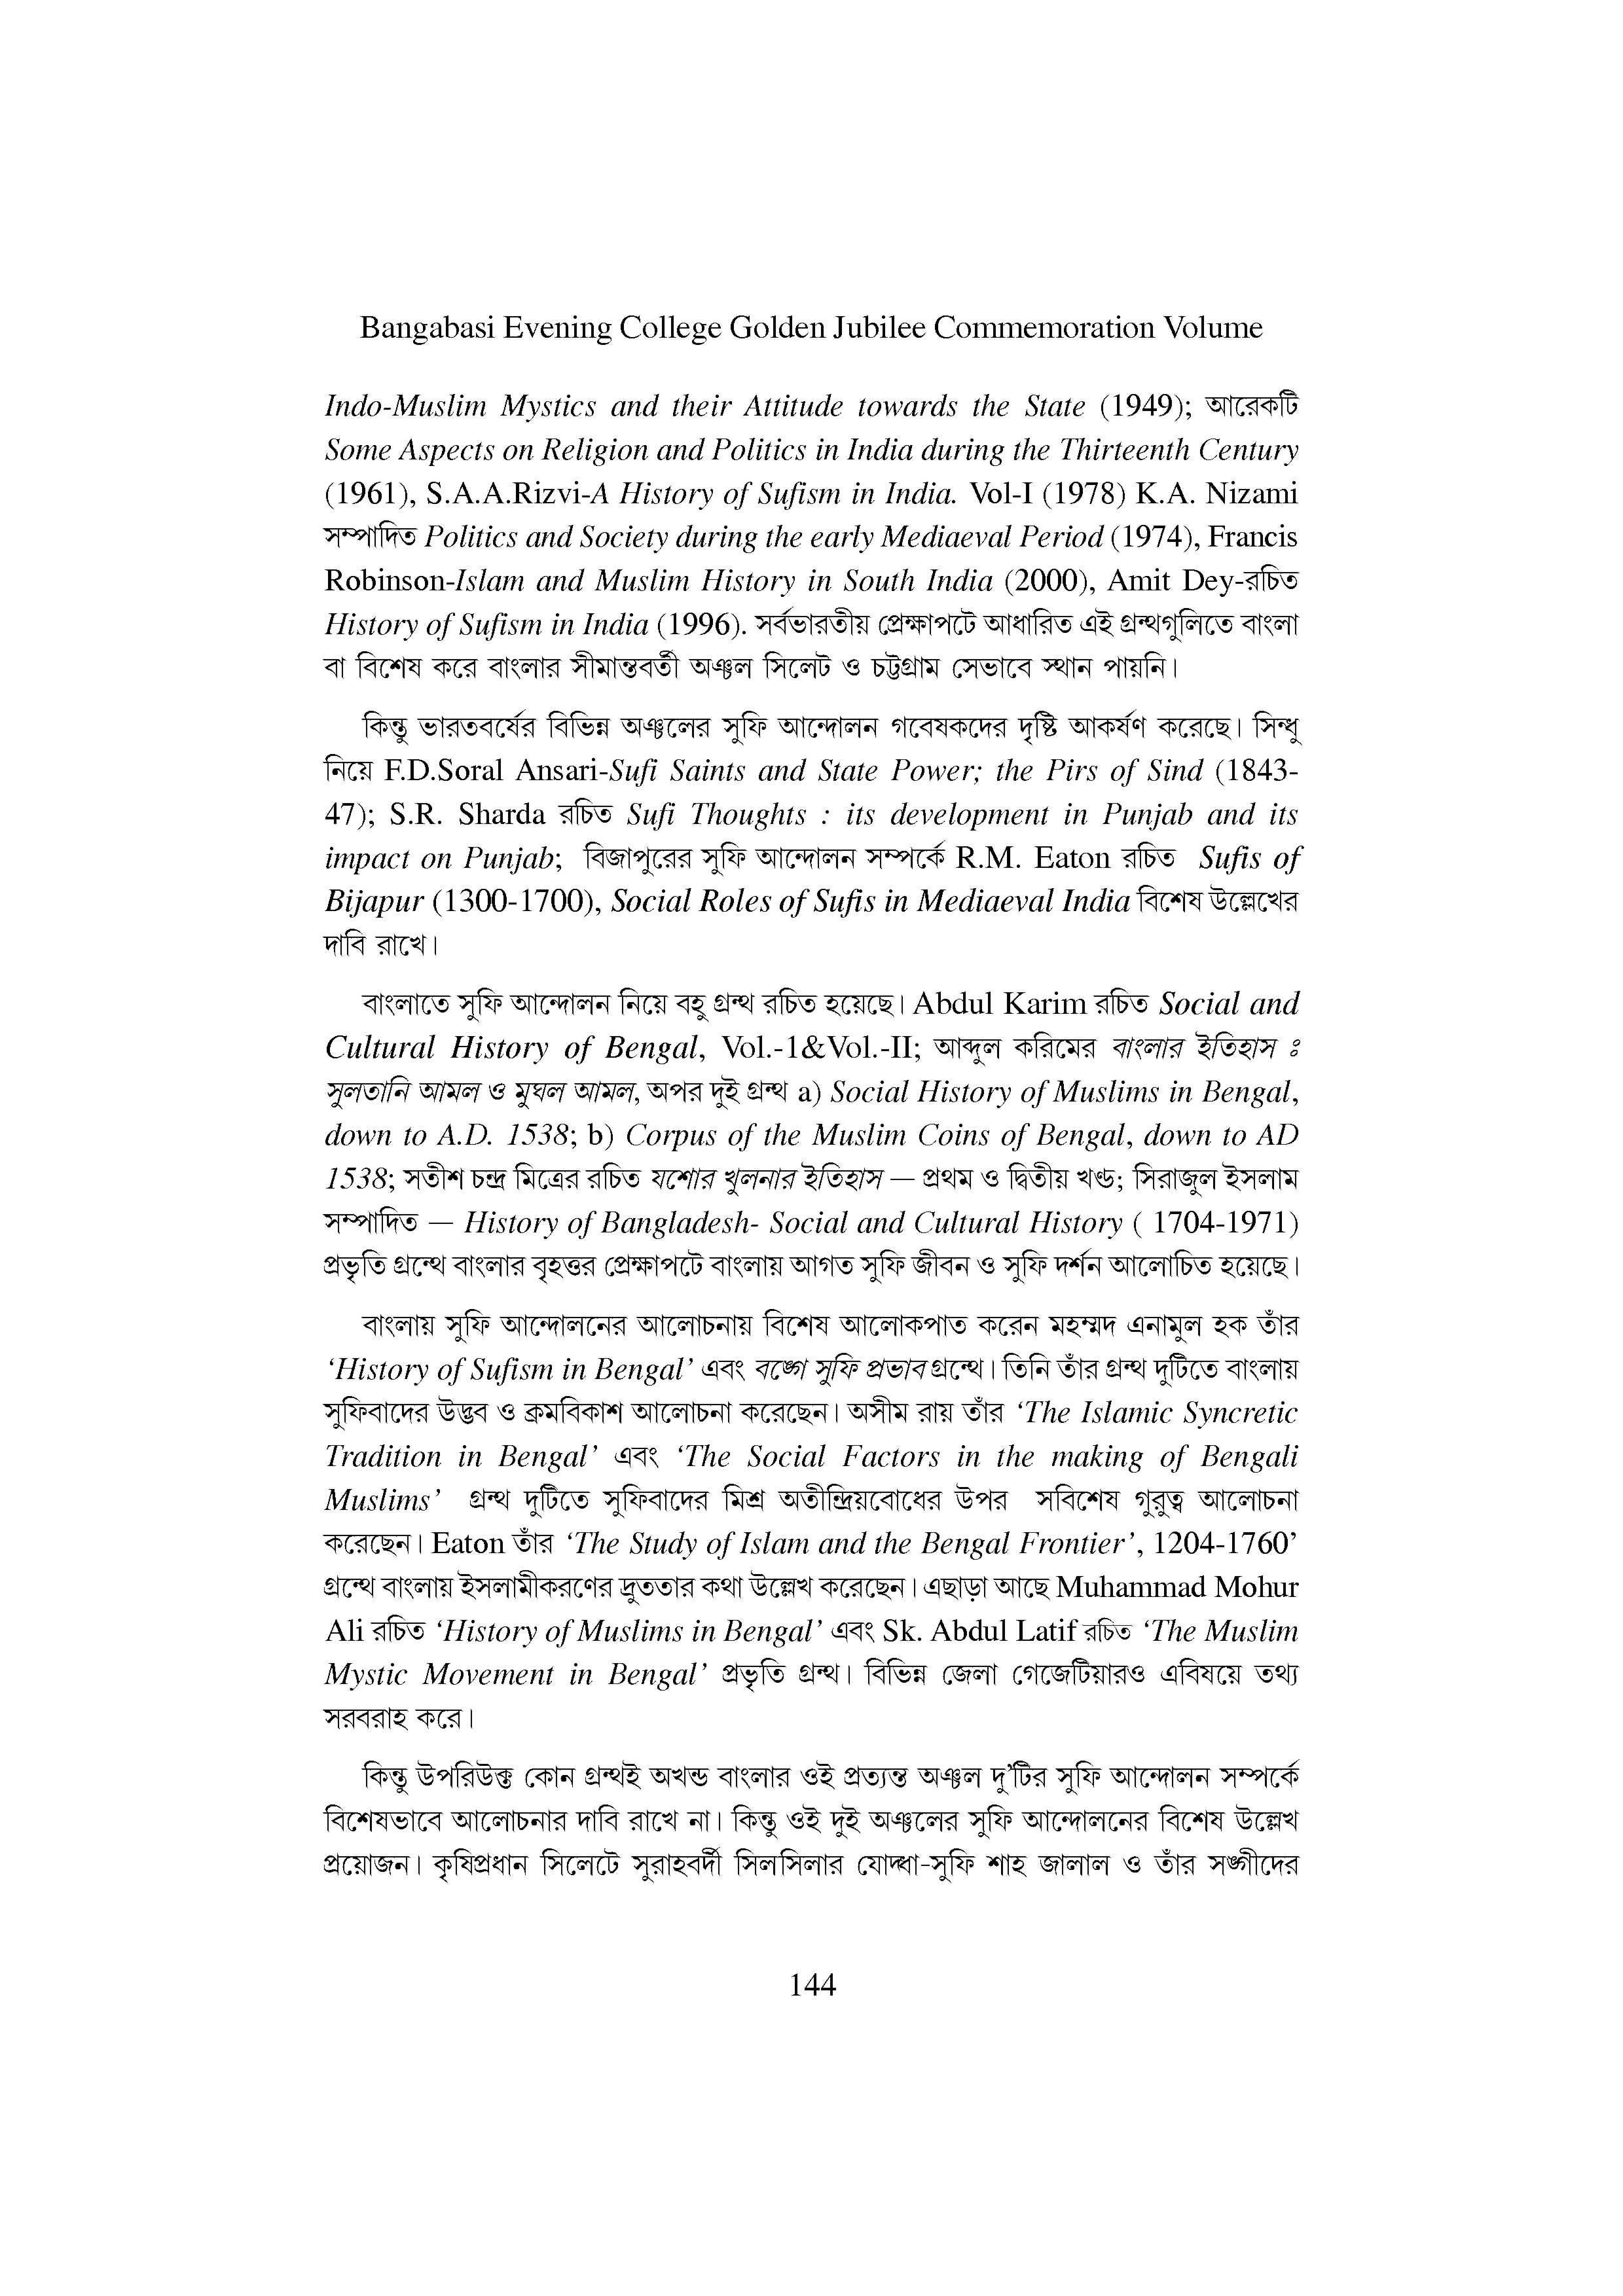 Bangabasi Evening College Golden Jubilee Commemoration Volume
Indo-Muslim Mystics and their Attitude towards the State (1949); আরেকটি
Some Aspects on Religion and Politics in India during the Thirteenth Century
(1961), S.A.A.Rizvi-A History of Sufism in India. Vol-I (1978) K.A. Nizami
সম্পাদিত Politics and Society during the early Mediaeval Period (1974), Francis
Robinson-Islam and Muslim History in South India (2000), Amit Dey-রচিত
History of Sufism in India (1996). সর্বভারতীয় প্রেক্ষাপটে আধারিত এই গ্রন্থগুলিতে বাংলা
বা বিশেষ করে বাংলার সীমান্তবর্তী অঞ্চল সিলেট ও চট্টগ্রাম সেভাবে স্থান পায়নি।
কিন্তু ভারতবর্ষের বিভিন্ন অঞ্চলের সুফি আন্দোলন গবেষকদের দৃষ্টি আকর্ষণ করেছে। সিন্ধু
নিয়ে F.D.Soral Ansari-Sufi Saints and State Power; the Pirs of Sind (1843-
47); S.R. Sharda রচিত Sufi Thoughts : its development in Punjab and its
impact on Punjab; বিজাপুরের সুফি আন্দোলন সম্পর্কে R.M. Eaton রচিত Sufis of
Bijapur (1300-1700), Social Roles of Sufis in Mediaeval India বিশেষ উল্লেখের
দাবি রাখে।
বাংলাতে সুফি আন্দোলন নিয়ে বহু গ্রন্থ রচিত হয়েছে। Abdul Karim রচিত Social and
Cultural History of Bengal, Vol.-1&Vol.-II; আব্দুল করিমের বাংলার ইতিহাস ঃ
সুলতানি আমল ও মুঘল আমল, অপর দুই গ্রন্থ a) Social History of Muslims in Bengal,
down to A.D. 1538; b) Corpus of the Muslim Coins of Bengal, down to AD
1538; সতীশ চন্দ্র মিত্রের রচিত যশোর খুলনার ইতিহাস — প্রথম ও দ্বিতীয় খণ্ড; সিরাজুল ইসলাম
সম্পাদিত — History of Bangladesh- Social and Cultural History ( 1704-1971)
প্রভৃতি গ্রন্থে বাংলার বৃহত্তর প্রেক্ষাপটে বাংলায় আগত সুফি জীবন ও সুফি দর্শন আলোচিত হয়েছে।
বাংলায় সুফি আন্দোলনের আলোচনায় বিশেষ আলোকপাত করেন মহম্মদ এনামুল হক তাঁর
‘History of Sufism in Bengal’ এবং বঙ্গে সুফি প্রভাব গ্রন্থে। তিনি তাঁর গ্রন্থ দুটিতে বাংলায়
সুফিবাদের উদ্ভব ও ক্রমবিকাশ আলোচনা করেছেন। অসীম রায় তাঁর ‘The Islamic Syncretic
Tradition in Bengal’ এবং ‘The Social Factors in the making of Bengali
Muslims’ গ্রন্থ দুটিতে সুফিবাদের মিশ্র অতীন্দ্রিয়বোধের উপর সবিশেষ গুরুত্ব আলোচনা
করেছেন। Eaton তাঁর ‘The Study of Islam and the Bengal Frontier’, 1204-1760’
গ্রন্থে বাংলায় ইসলামীকরণের দ্রুততার কথা উল্লেখ করেছেন। এছাড়া আছে Muhammad Mohur
Ali রচিত ‘History of Muslims in Bengal’ এবং Sk. Abdul Latif রচিত ‘The Muslim
Mystic Movement in Bengal’ প্রভৃতি গ্রন্থ। বিভিন্ন জেলা গেজেটিয়ারও এবিষয়ে তথ্য
সরবরাহ করে।
কিন্তু উপরিউক্ত কোন গ্রন্থই অখন্ড বাংলার ওই প্রত্যন্ত অঞ্চল দু’টির সুফি আন্দোলন সম্পর্কে
বিশেষভাবে আলোচনার দাবি রাখে না। কিন্তু ওই দুই অঞ্চলের সুফি আন্দোলনের বিশেষ উল্লেখ
প্রয়োজন। কৃষিপ্রধান সিলেটে সুরাহবর্দী সিলসিলার যোদ্ধা-সুফি শাহ জালাল ও তাঁর সঙ্গীদের
144